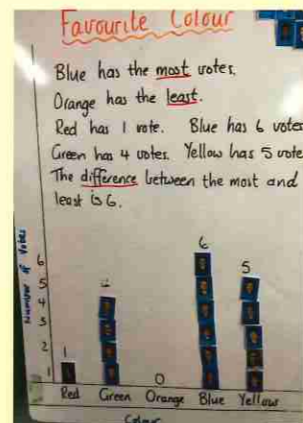 Favourite Colour
Blue has the most votes.
Orange has the least.
Red has 1 vote. Blue has 6 votes
Green has 4 votes. Yellow has 5 vote
The difference between the most and
least is 6.
Number of Votes
6
5
4
3
2
1
1
4
0
6
5
Red Green Orange Blue Yellow
Colour